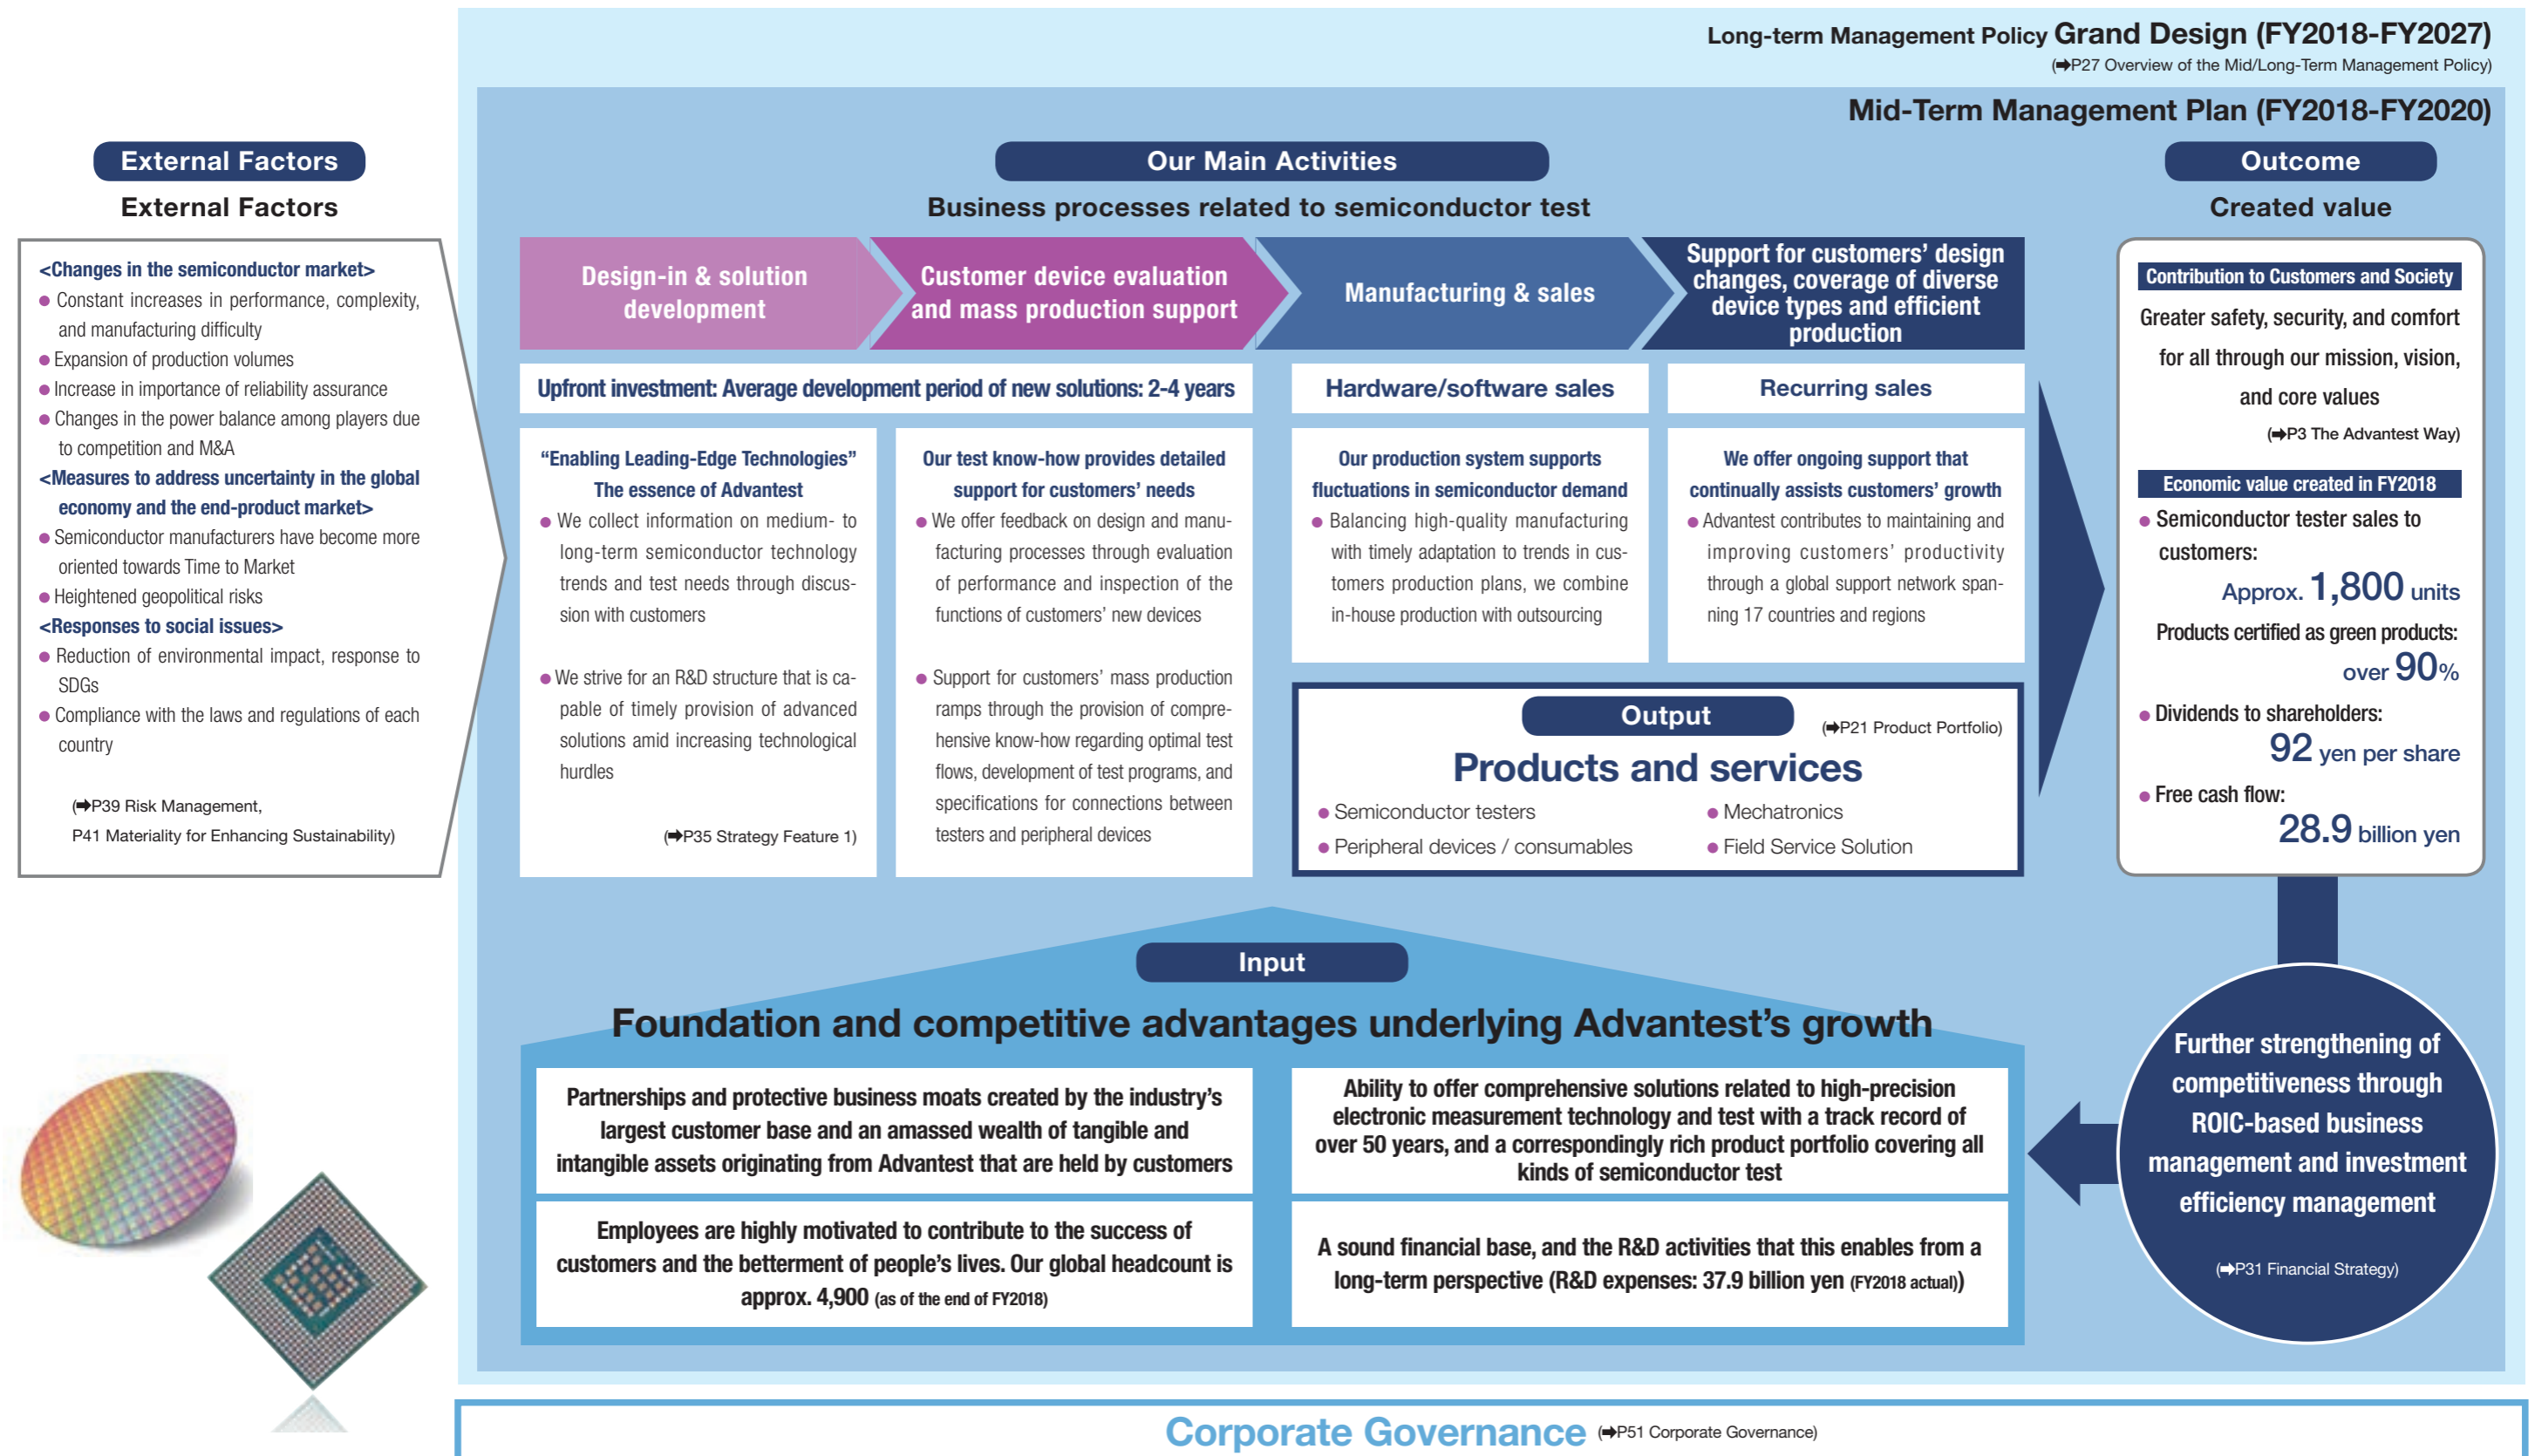 Long-term Management Policy Grand Design (FY2018-FY2027)
(➡P27 Overview of the Mid/Long-Term Management Policy)
Mid-Term Management Plan (FY2018-FY2020)
External Factors
External Factors
<Changes in the semiconductor market>
● Constant increases in performance, complexity,
and manufacturing difficulty
● Expansion of production volumes
● Increase in importance of reliability assurance
● Changes in the power balance among players due
to competition and M&A
<Measures to address uncertainty in the global
economy and the end-product market>
● Semiconductor manufacturers have become more
oriented towards Time to Market
● Heightened geopolitical risks
<Responses to social issues>
● Reduction of environmental impact, response to
SDGs
● Compliance with the laws and regulations of each
country
(➡P39 Risk Management,
P41 Materiality for Enhancing Sustainability)
Our Main Activities
Business processes related to semiconductor test
Design-in & solution
development
Customer device evaluation
and mass production support
Manufacturing & sales
Support for customers' design
changes, coverage of diverse
device types and efficient
production
Upfront investment: Average development period of new solutions: 2-4 years
Hardware/software sales
Recurring sales
“Enabling Leading-Edge Technologies”
The essence of Advantest
● We collect information on medium- to
long-term semiconductor technology
trends and test needs through discus-
sion with customers
● We strive for an R&D structure that is ca-
pable of timely provision of advanced
solutions amid increasing technological
hurdles
(➡P35 Strategy Feature 1)
Our test know-how provides detailed
support for customers' needs
● We offer feedback on design and manu-
facturing processes through evaluation
of performance and inspection of the
functions of customers' new devices
● Support for customers' mass production
ramps through the provision of compre-
hensive know-how regarding optimal test
flows, development of test programs, and
specifications for connections between
testers and peripheral devices
Our production system supports
fluctuations in semiconductor demand
● Balancing high-quality manufacturing
with timely adaptation to trends in cus-
tomers production plans, we combine
in-house production with outsourcing
We offer ongoing support that
continually assists customers' growth
● Advantest contributes to maintaining and
improving customers' productivity
through a global support network span-
ning 17 countries and regions
Output
(➡P21 Product Portfolio)
Products and services
● Semiconductor testers
● Peripheral devices / consumables
● Mechatronics
● Field Service Solution
Outcome
Created value
Contribution to Customers and Society
Greater safety, security, and comfort
for all through our mission, vision,
and core values
(➡P3 The Advantest Way)
Economic value created in FY2018
● Semiconductor tester sales to
customers:
Approx. 1,800 units
Products certified as green products:
over 90%
● Dividends to shareholders:
92 yen per share
● Free cash flow:
28.9 billion yen
Input
Foundation and competitive advantages underlying Advantest's growth
Partnerships and protective business moats created by the industry's
largest customer base and an amassed wealth of tangible and
intangible assets originating from Advantest that are held by customers
Ability to offer comprehensive solutions related to high-precision
electronic measurement technology and test with a track record of
over 50 years, and a correspondingly rich product portfolio covering all
kinds of semiconductor test
Employees are highly motivated to contribute to the success of
customers and the betterment of people's lives. Our global headcount is
approx. 4,900 (as of the end of FY2018)
A sound financial base, and the R&D activities that this enables from a
long-term perspective (R&D expenses: 37.9 billion yen (FY2018 actual))
Further strengthening of
competitiveness through
ROIC-based business
management and investment
efficiency management
(➡P31 Financial Strategy)
Corporate Governance (➡P51 Corporate Governance)